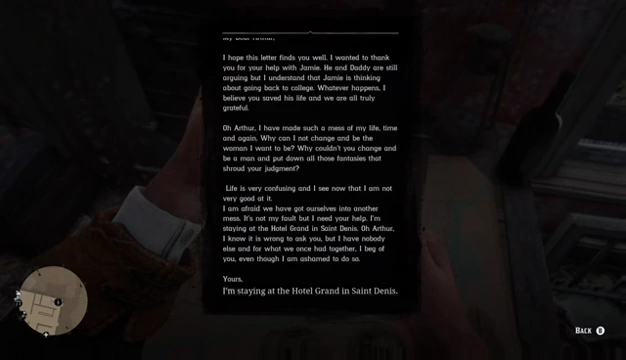 My Dear Arthur,
I hope this letter finds you well. I wanted to thank
you for your help with Jamie. He and Daddy are still
arguing but I understand that Jamie is thinking
about going back to college. Whatever happens, I
believe you saved his life and we are all truly
grateful.
Oh Arthur, I have made such a mess of my life, time
and again. Why can I not change and be the
woman I want to be? Why couldn't you change and
be a man and put down all those fantasies that
shroud your judgment?
Life is very confusing and I see now that I am not
very good at it.
I am afraid we have got ourselves into another
mess. It's not my fault but I need your help. I'm
staying at the Hotel Grand in Saint Denis. Oh Arthur,
I know it is wrong to ask you, but I have nobody
else and for what we once had together, I beg of
you, even though I am ashamed to do so.
Yours,
I'm staying at the Hotel Grand in Saint Denis.
Back B